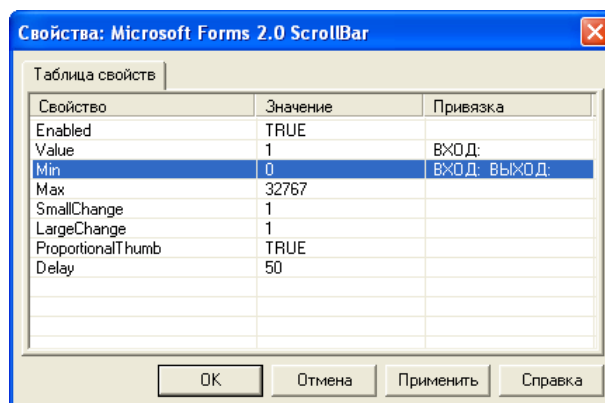 Свойства: Microsoft Forms 2.0 ScrollBar
Таблица свойств
Свойство Значение Привязка
Enabled TRUE
Value 1 ВХОД:
Min 0 ВХОД: ВЫХОД:
Max 32767
SmallChange 1
LargeChange 1
ProportionalThumb TRUE
Delay 50
OK Отмена Применить Справка